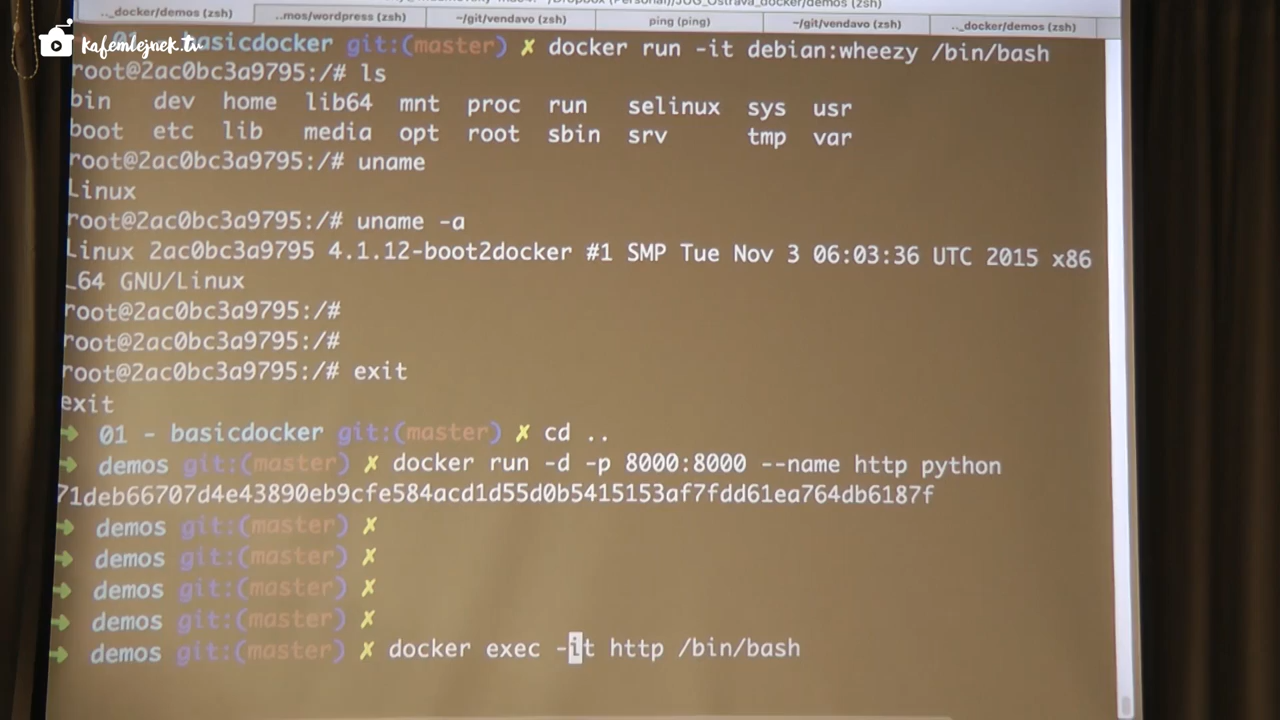 .._docker/demos (zsh) ..mos/wordpress (zsh) ~/git/vendavo (zsh) ping (ping) ~/git/vendavo (zsh) .._docker/demos (zsh)
kafemlejnek.tv
01 - basicdocker git:(master) ✗ docker run -it debian:wheezy /bin/bash
root@2ac0bc3a9795:/# ls
bin dev home lib64 mnt proc run selinux sys usr
boot etc lib media opt root sbin srv tmp var
root@2ac0bc3a9795:/# uname
Linux
root@2ac0bc3a9795:/# uname -a
Linux 2ac0bc3a9795 4.1.12-boot2docker #1 SMP Tue Nov 3 06:03:36 UTC 2015 x86
_64 GNU/Linux
root@2ac0bc3a9795:/#
root@2ac0bc3a9795:/#
root@2ac0bc3a9795:/# exit
exit
➜ 01 - basicdocker git:(master) ✗ cd ..
➜ demos git:(master) ✗ docker run -d -p 8000:8000 --name http python
71deb66707d4e43890eb9cfe584acd1d55d0b5415153af7fdd61ea764db6187f
➜ demos git:(master) ✗
➜ demos git:(master) ✗
➜ demos git:(master) ✗
➜ demos git:(master) ✗
➜ demos git:(master) ✗ docker exec -it http /bin/bash